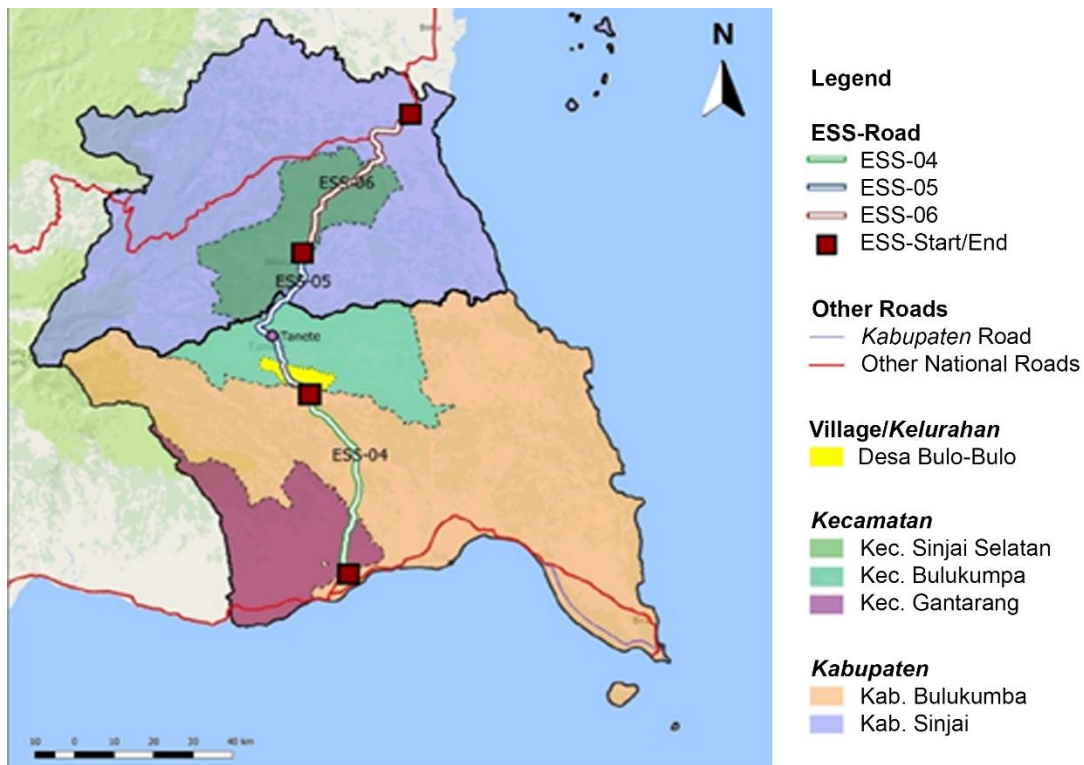 N
ESS-06
ESS-05
Tanete
ESS-04
10 0 10 20 30 40 km
Legend
ESS-Road
ESS-04
ESS-05
ESS-06
ESS-Start/End
Other Roads
Kabupaten Road
Other National Roads
Village/Kelurahan
Desa Bulo-Bulo
Kecamatan
Kec. Sinjai Selatan
Kec. Bulukumpa
Kec. Gantarang
Kabupaten
Kab. Bulukumba
Kab. Sinjai